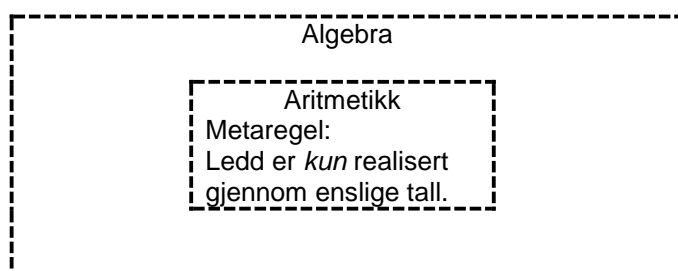 Algebra
Aritmetikk
Metaregel:
Ledd er kun realisert
gjennom enslige tall.